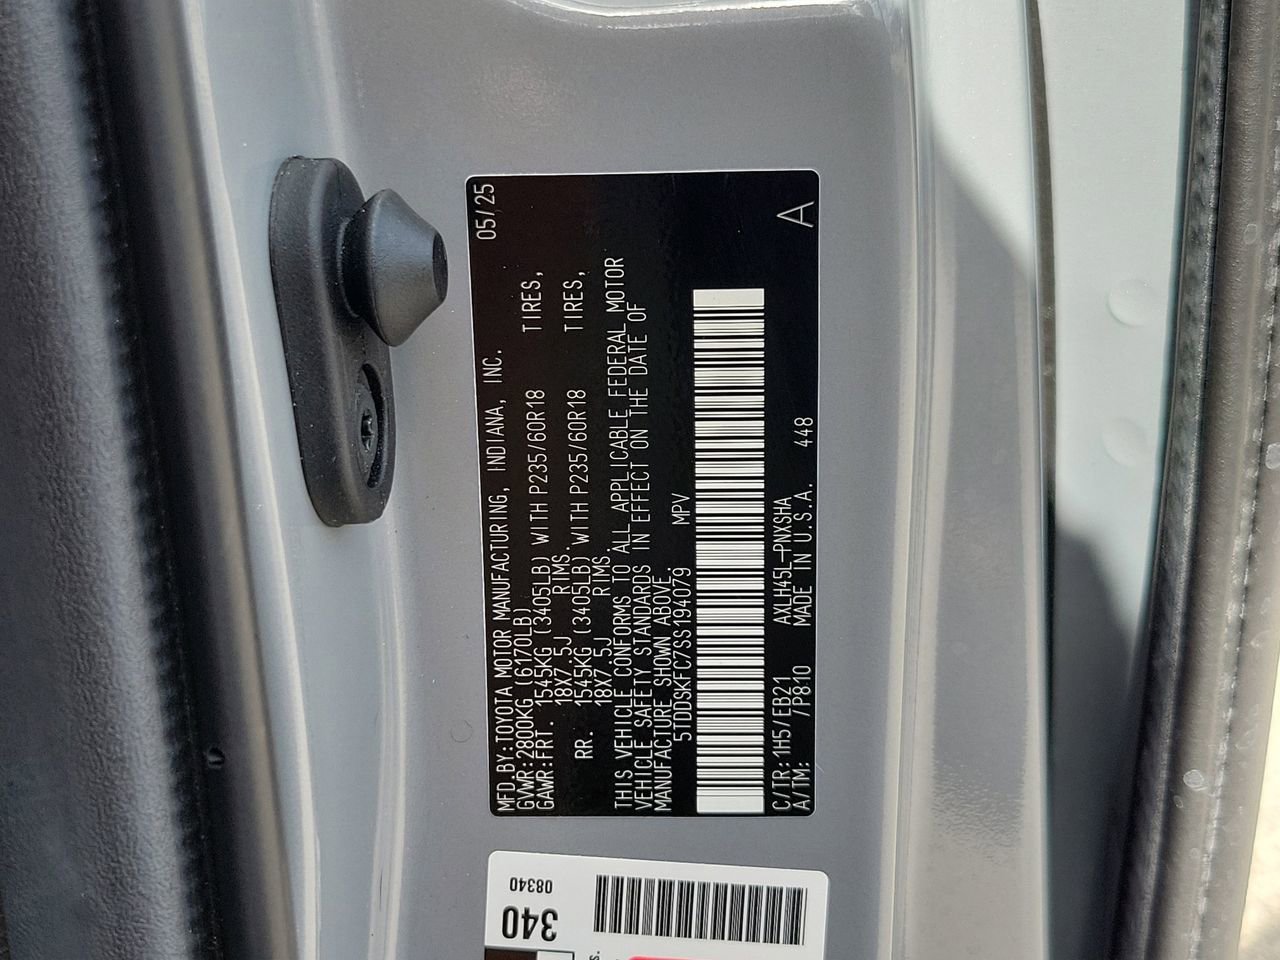 MFD.BY:TOYOTA MOTOR MANUFACTURING, INDIANA, INC. 05/25
GVWR:2800KG (6170LB)
GAWR:FRT. 1545KG (3405LB) WITH P235/60R18 TIRES,
18X7.5J RIMS.
RR. 1545KG (3405LB) WITH P235/60R18 TIRES,
18X7.5J RIMS.
THIS VEHICLE CONFORMS TO ALL APPLICABLE FEDERAL MOTOR
VEHICLE SAFETY STANDARDS IN EFFECT ON THE DATE OF
MANUFACTURE SHOWN ABOVE.
5TDDSKFC7SS194079 MPV
C/TR:1H5/EB21 AXLH45L-PNXSHA
A/TM: /P810 MADE IN U.S.A. 448 A
08340
340
s.